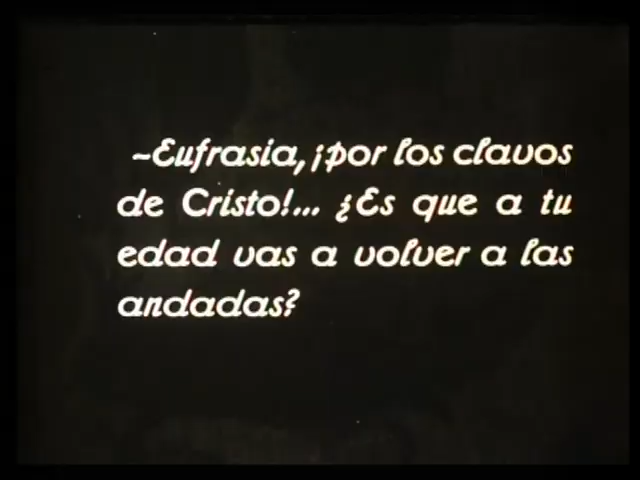 —Eufrasia, ¡por los clavos
de Cristo!... ¿Es que a tu
edad vas a volver a las
andadas?